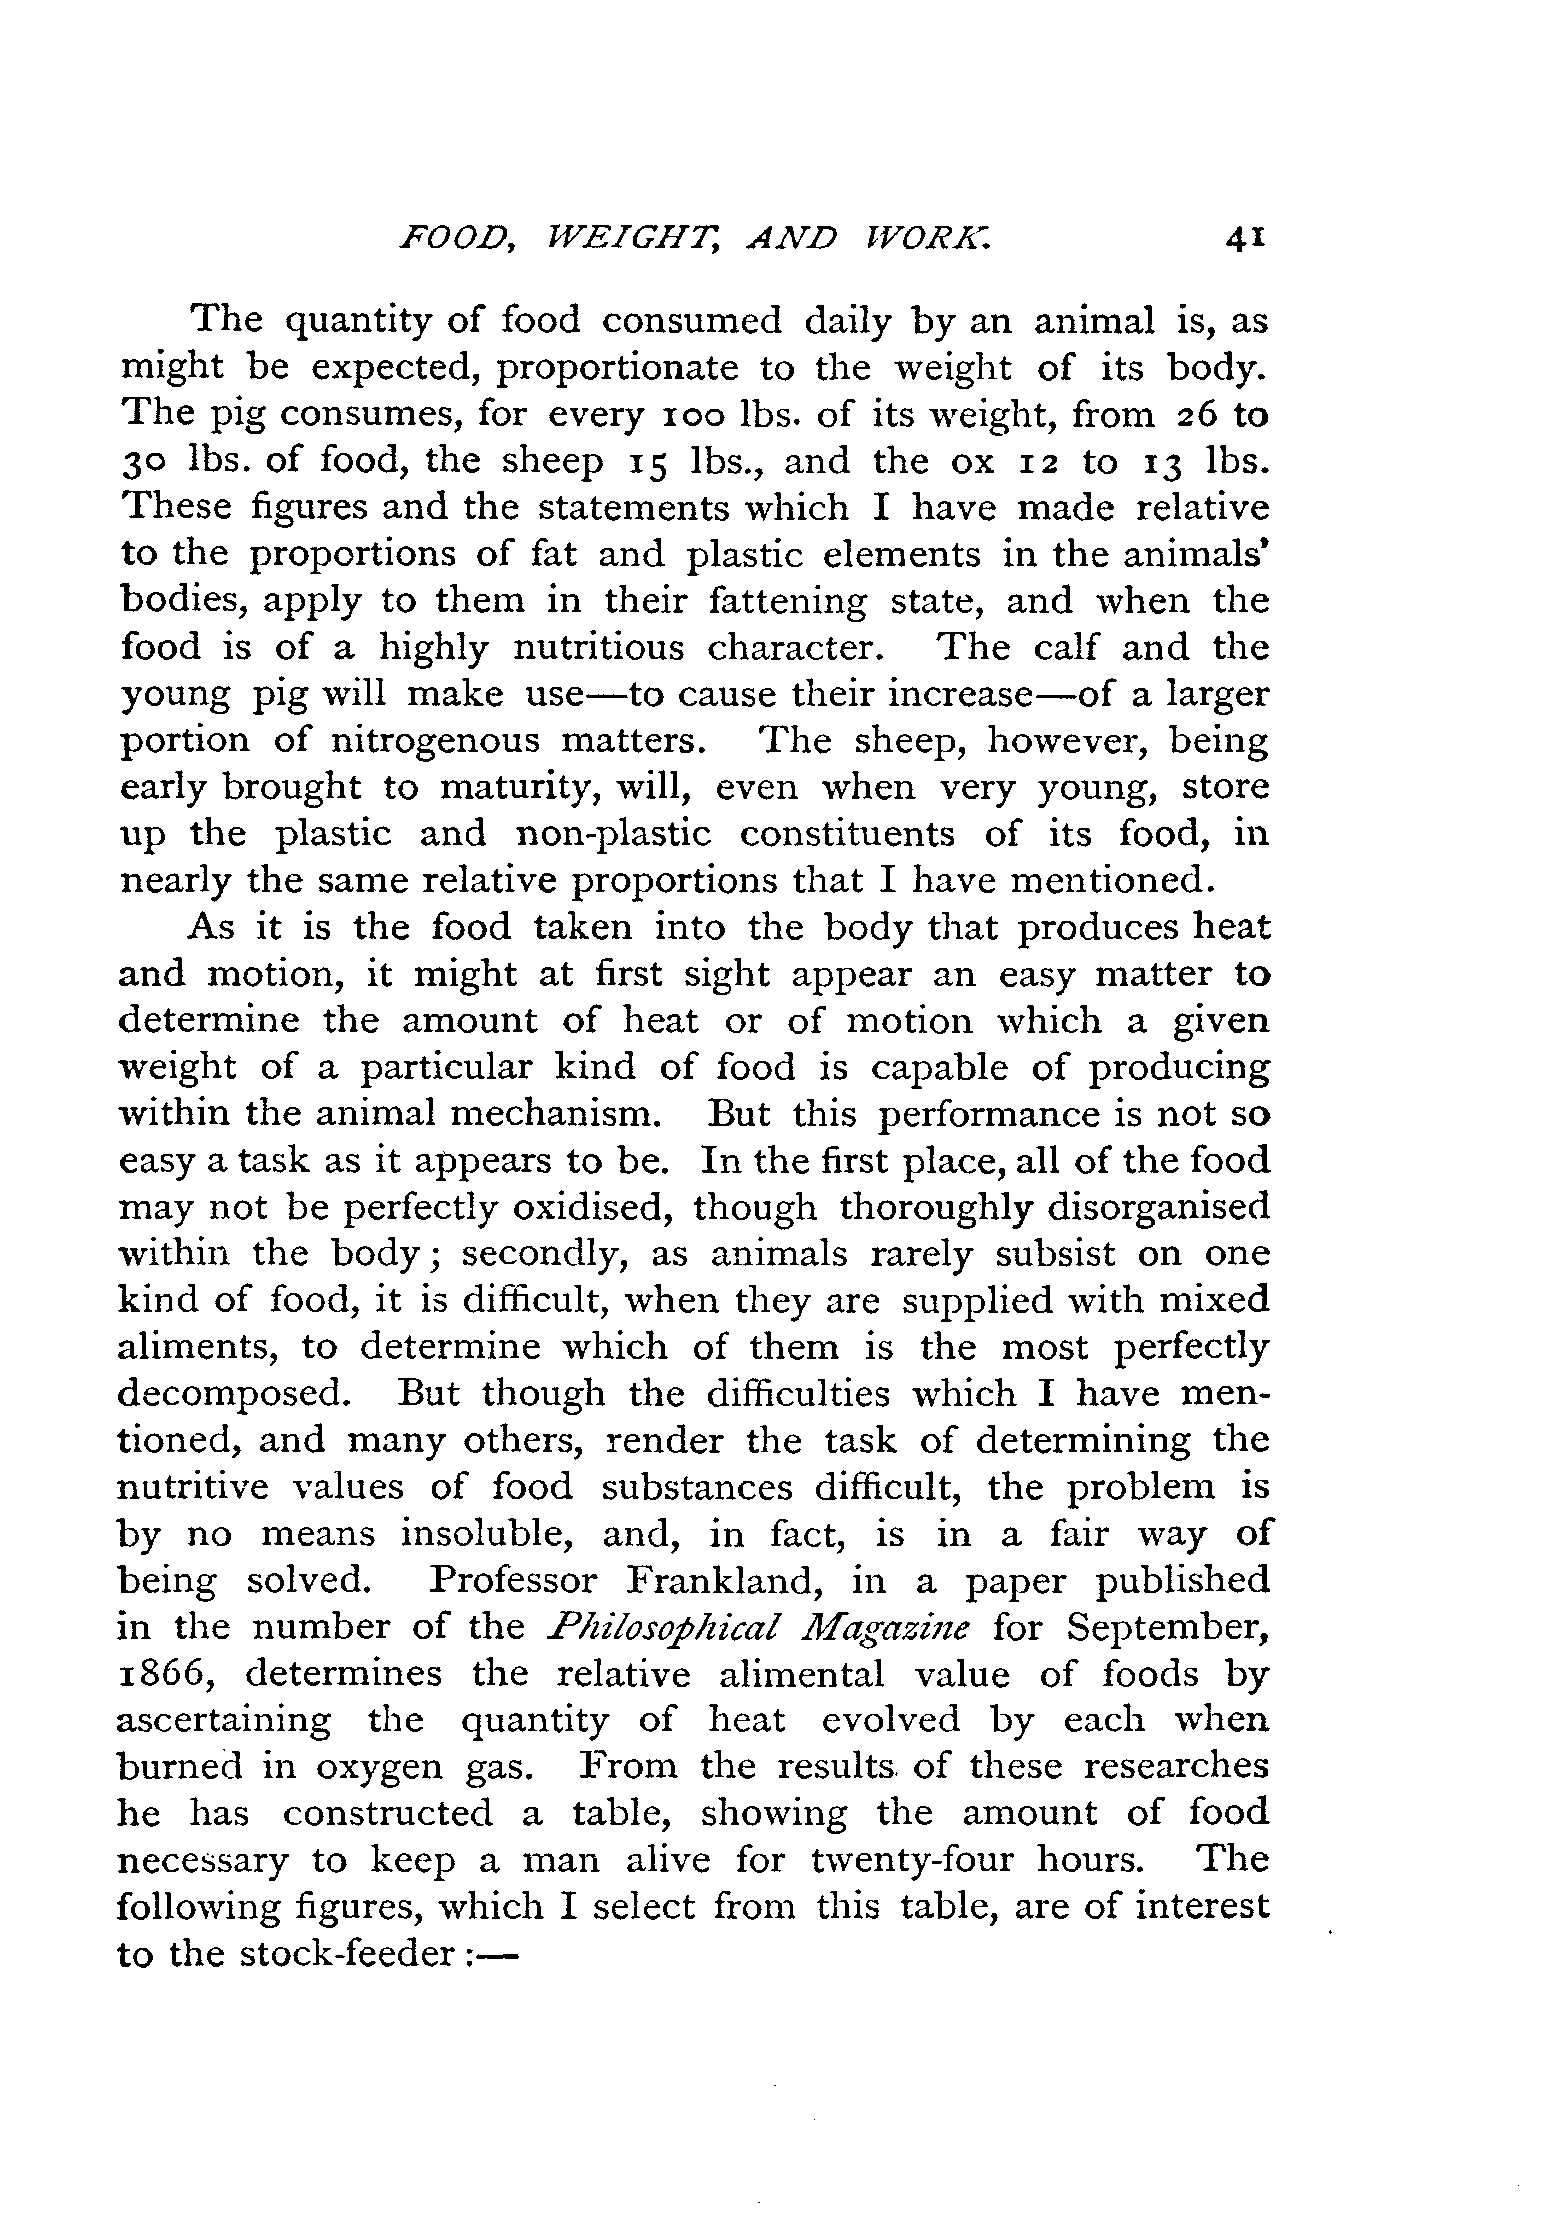 FOOD, WEIGHT, AND WORK. 41
The quantity of food consumed daily by an animal is, as
might be expected, proportionate to the weight of its body.
The pig consumes, for every 100 lbs. of its weight, from 26 to
30 lbs. of food, the sheep 15 lbs., and the ox 12 to 13 lbs.
These figures and the statements which I have made relative
to the proportions of fat and plastic elements in the animals'
bodies, apply to them in their fattening state, and when the
food is of a highly nutritious character. The calf and the
young pig will make use—to cause their increase—of a larger
portion of nitrogenous matters. The sheep, however, being
early brought to maturity, will, even when very young, store
up the plastic and non-plastic constituents of its food, in
nearly the same relative proportions that I have mentioned.
As it is the food taken into the body that produces heat
and motion, it might at first sight appear an easy matter to
determine the amount of heat or of motion which a given
weight of a particular kind of food is capable of producing
within the animal mechanism. But this performance is not so
easy a task as it appears to be. In the first place, all of the food
may not be perfectly oxidised, though thoroughly disorganised
within the body; secondly, as animals rarely subsist on one
kind of food, it is difficult, when they are supplied with mixed
aliments, to determine which of them is the most perfectly
decomposed. But though the difficulties which I have men-
tioned, and many others, render the task of determining the
nutritive values of food substances difficult, the problem is
by no means insoluble, and, in fact, is in a fair way of
being solved. Professor Frankland, in a paper published
in the number of the Philosophical Magazine for September,
1866, determines the relative alimental value of foods by
ascertaining the quantity of heat evolved by each when
burned in oxygen gas. From the results of these researches
he has constructed a table, showing the amount of food
necessary to keep a man alive for twenty-four hours. The
following figures, which I select from this table, are of interest
to the stock-feeder:—